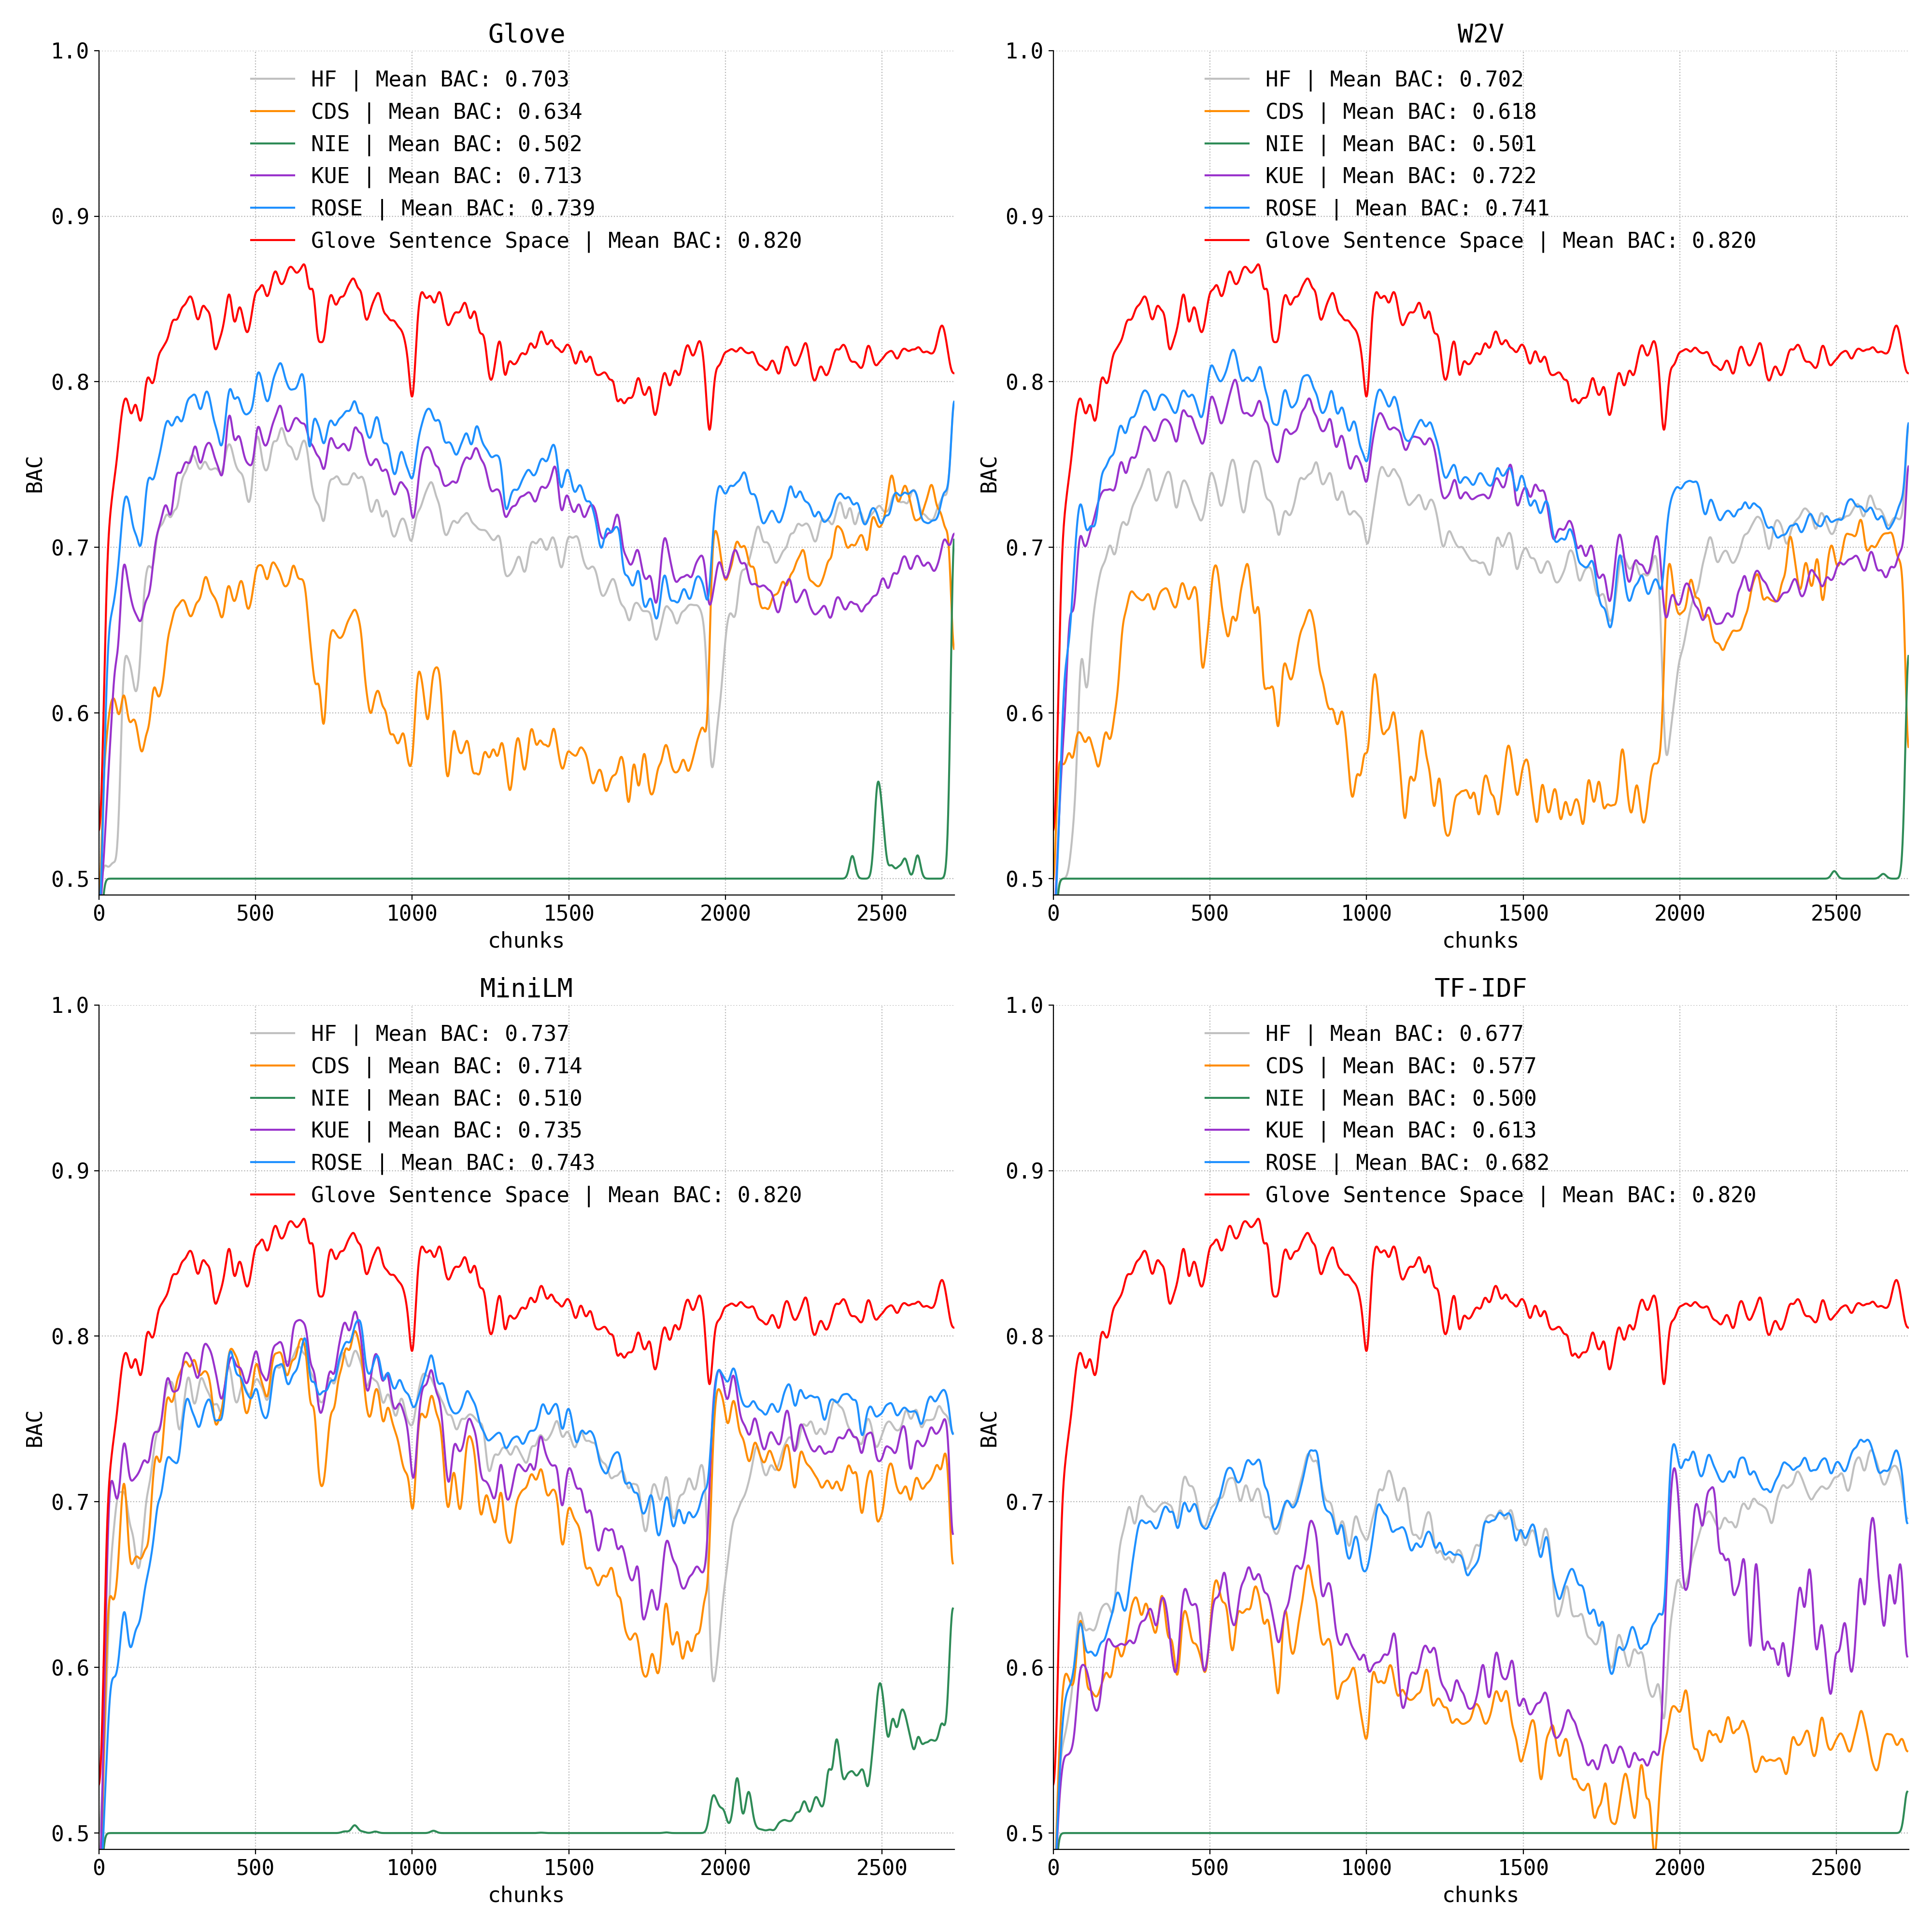 Glove
1.0
0.9
0.8
0.7
0.6
0.5
BAC
HF | Mean BAC: 0.703
CDS | Mean BAC: 0.634
NIE | Mean BAC: 0.502
KUE | Mean BAC: 0.713
ROSE | Mean BAC: 0.739
Glove Sentence Space | Mean BAC: 0.820
0 500 1000 1500 2000 2500
chunks
W2V
1.0
0.9
0.8
0.7
0.6
0.5
BAC
HF | Mean BAC: 0.702
CDS | Mean BAC: 0.618
NIE | Mean BAC: 0.501
KUE | Mean BAC: 0.722
ROSE | Mean BAC: 0.741
Glove Sentence Space | Mean BAC: 0.820
0 500 1000 1500 2000 2500
chunks
MiniLM
1.0
0.9
0.8
0.7
0.6
0.5
BAC
HF | Mean BAC: 0.737
CDS | Mean BAC: 0.714
NIE | Mean BAC: 0.510
KUE | Mean BAC: 0.735
ROSE | Mean BAC: 0.743
Glove Sentence Space | Mean BAC: 0.820
0 500 1000 1500 2000 2500
chunks
TF-IDF
1.0
0.9
0.8
0.7
0.6
0.5
BAC
HF | Mean BAC: 0.677
CDS | Mean BAC: 0.577
NIE | Mean BAC: 0.500
KUE | Mean BAC: 0.613
ROSE | Mean BAC: 0.682
Glove Sentence Space | Mean BAC: 0.820
0 500 1000 1500 2000 2500
chunks